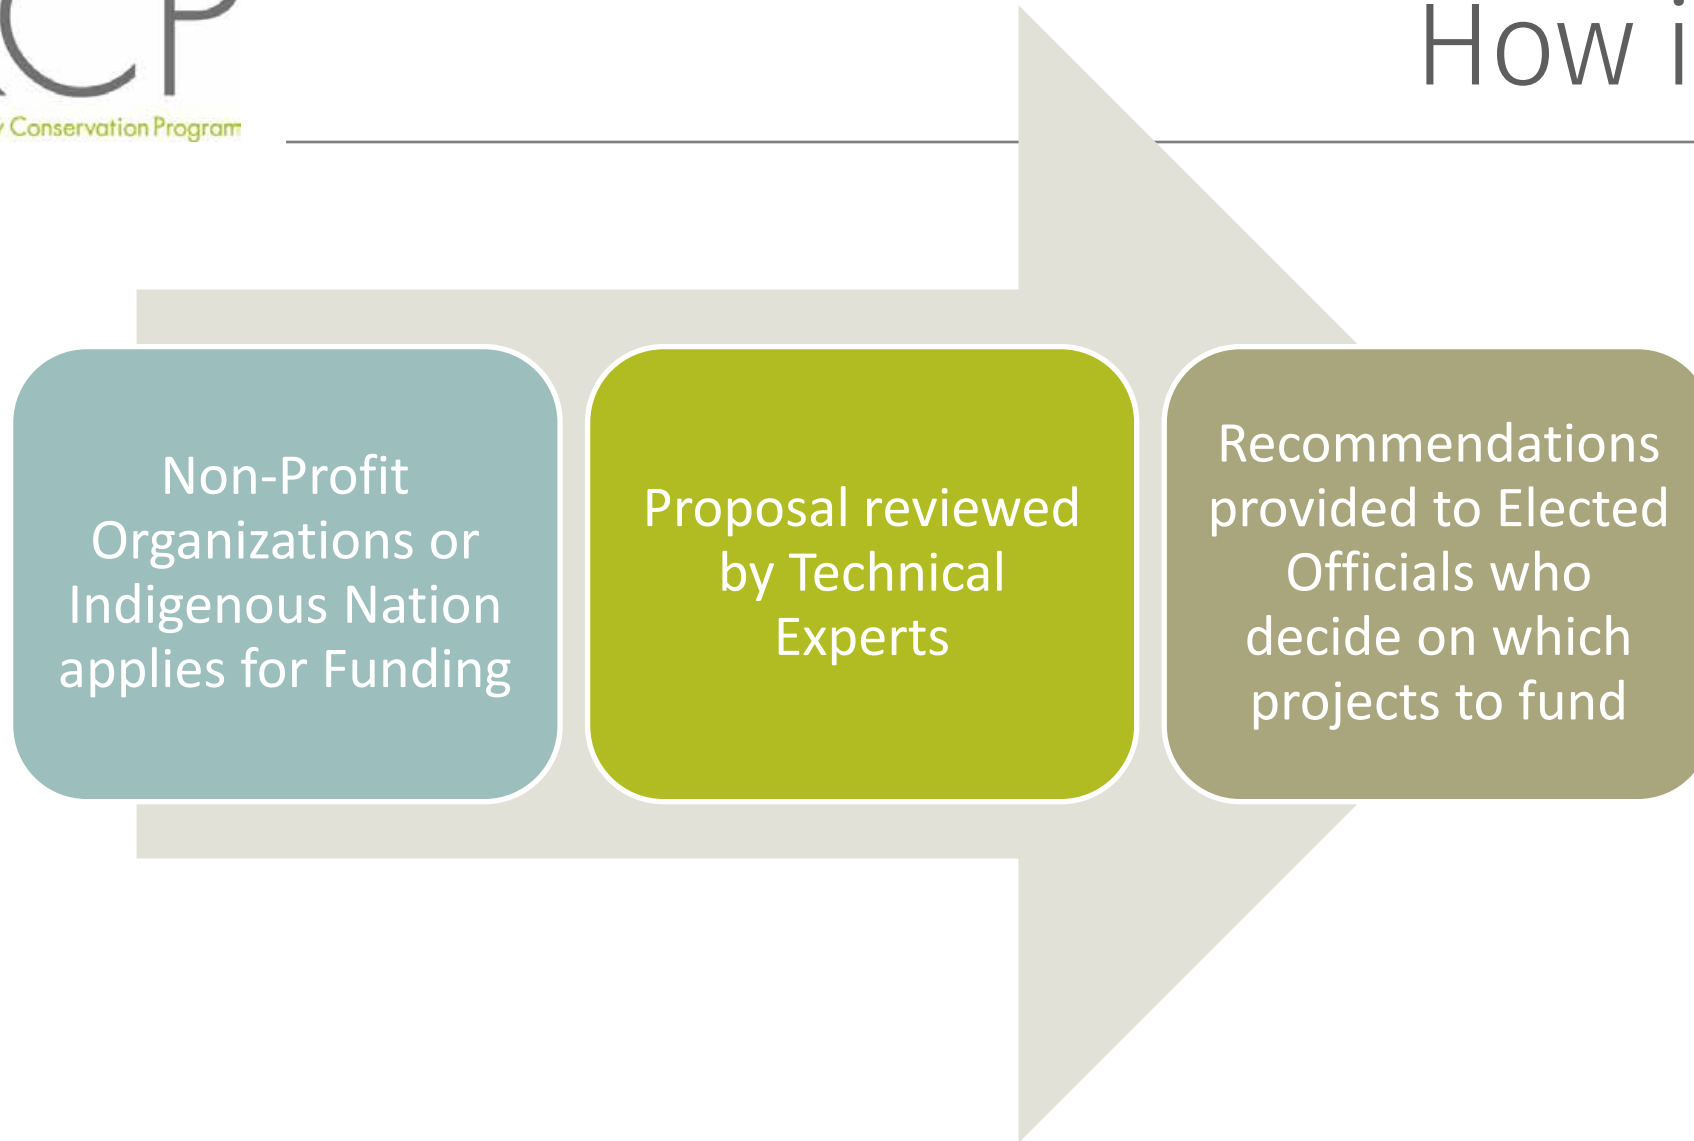 CP
Conservation Program
How i
Non-Profit
Organizations or
Indigenous Nation
applies for Funding
Proposal reviewed
by Technical
Experts
Recommendations
provided to Elected
Officials who
decide on which
projects to fund